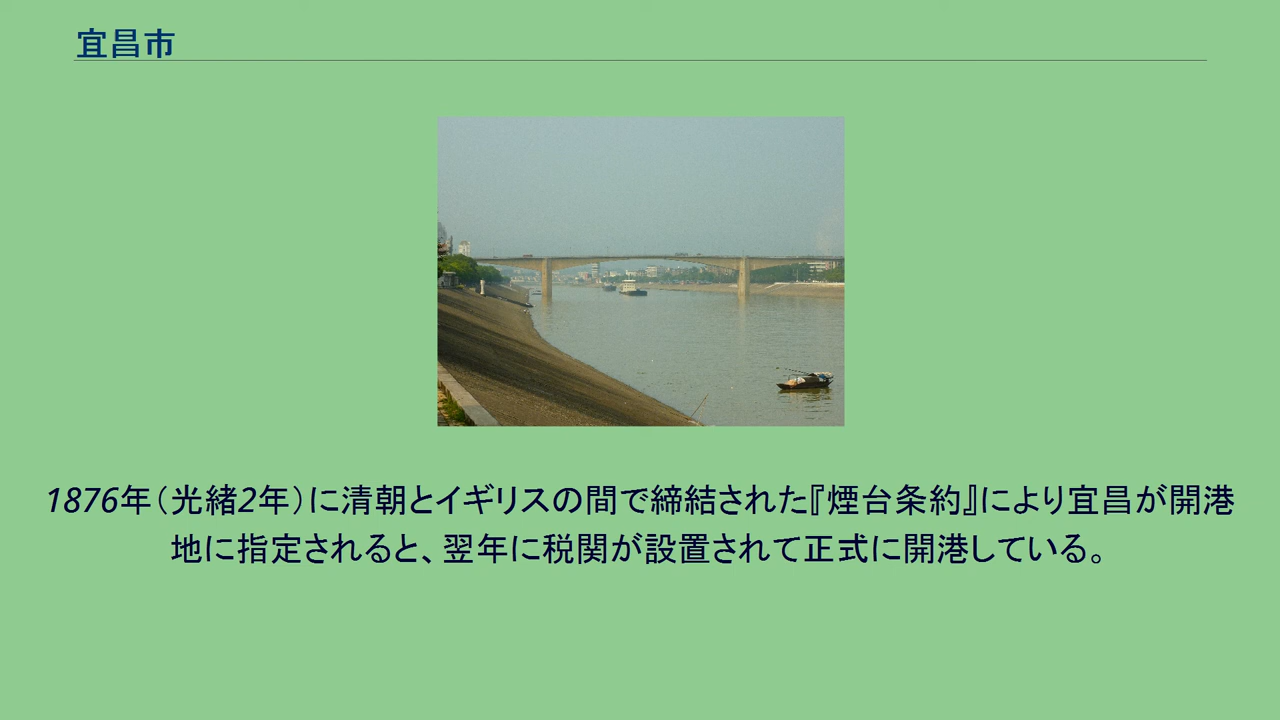 宜昌市
1876年（光緒2年）に清朝とイギリスの間で締結された『煙台条約』により宜昌が開港
地に指定されると、翌年に税関が設置されて正式に開港している。